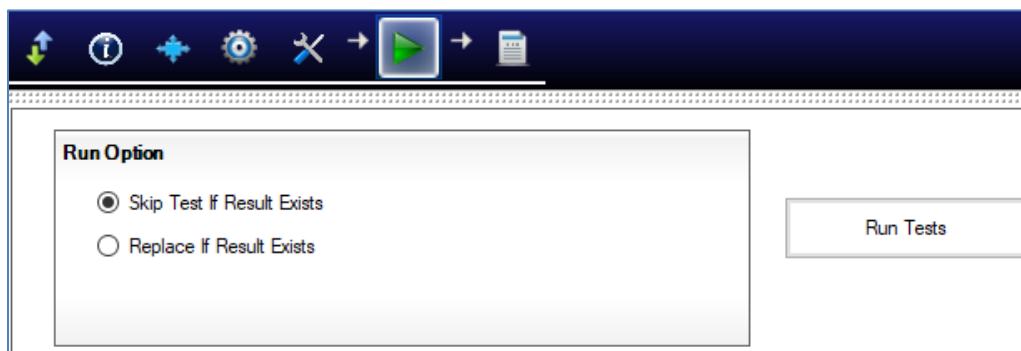 Run Option
Skip Test If Result Exists
Replace If Result Exists
Run Tests